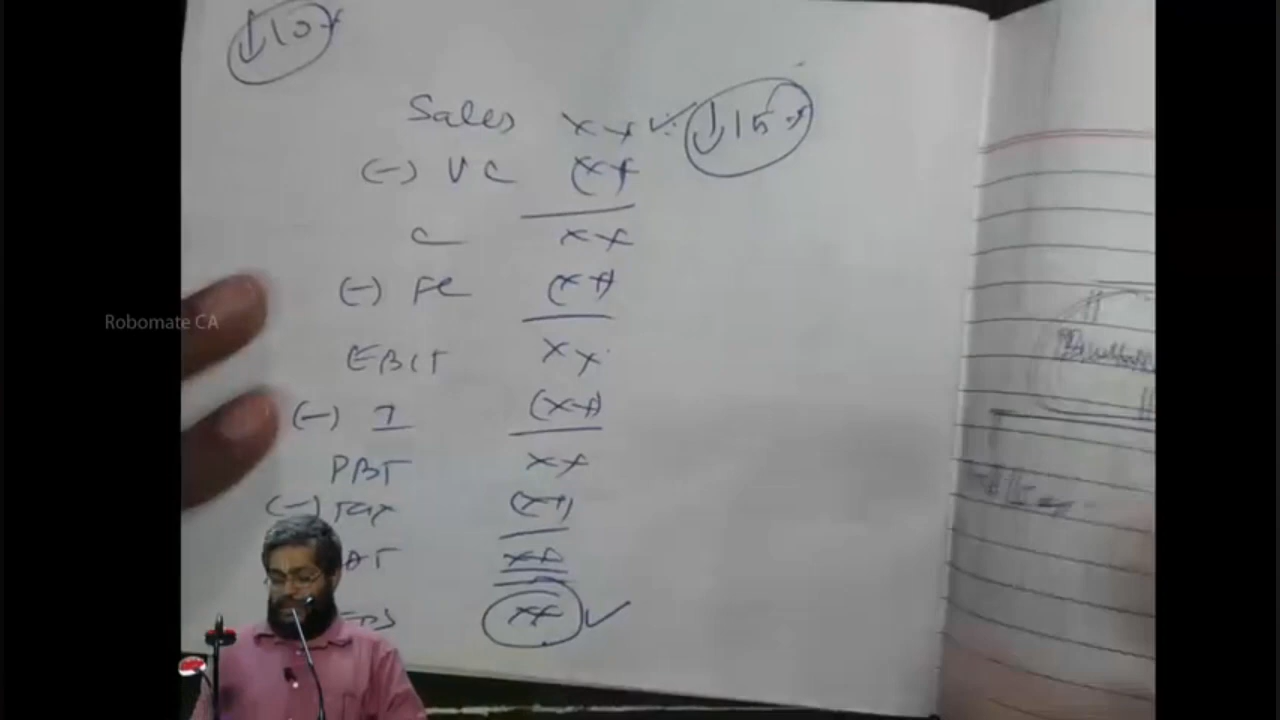 ↓10%
Sales xx ✓ ↓15%
(-) VC (xx)
C xx
(-) FC (xx)
EBIT xx
(-) I (xx)
PBT xx
(-) Tax (xx)
AT xx
xx ✓
Robomate CA